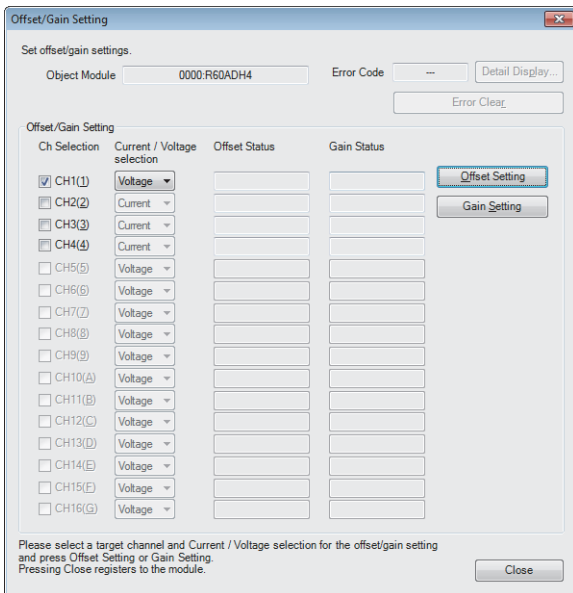 Offset/Gain Setting
Set offset/gain settings.
Object Module 0000:R60ADH4 Error Code --- Detail Display...
Error Clear
Offset/Gain Setting
Ch Selection Current / Voltage selection Offset Status Gain Status
CH1(1) Voltage Offset Setting
CH2(2) Current Gain Setting
CH3(3) Current
CH4(4) Current
CH5(5) Voltage
CH6(6) Voltage
CH7(7) Voltage
CH8(8) Voltage
CH9(9) Voltage
CH10(A) Voltage
CH11(B) Voltage
CH12(C) Voltage
CH13(D) Voltage
CH14(E) Voltage
CH15(F) Voltage
CH16(G) Voltage
Please select a target channel and Current / Voltage selection for the offset/gain setting
and press Offset Setting or Gain Setting.
Pressing Close registers to the module.
Close